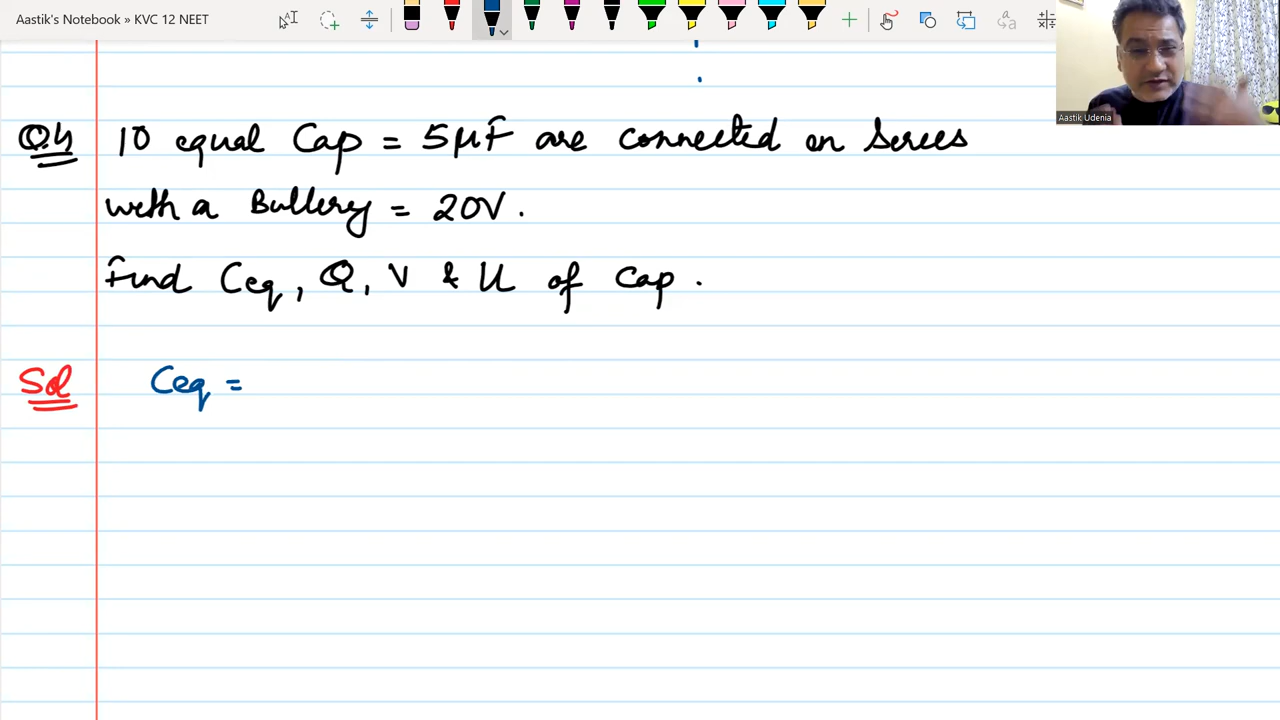 Aastik's Notebook » KVC 12 NEET
Aastik Udenia
Q.4 10 equal Cap = 5μF are connected in Series
with a Battery = 20V.
Find Ceq, Q, V & U of Cap.
Sol Ceq =